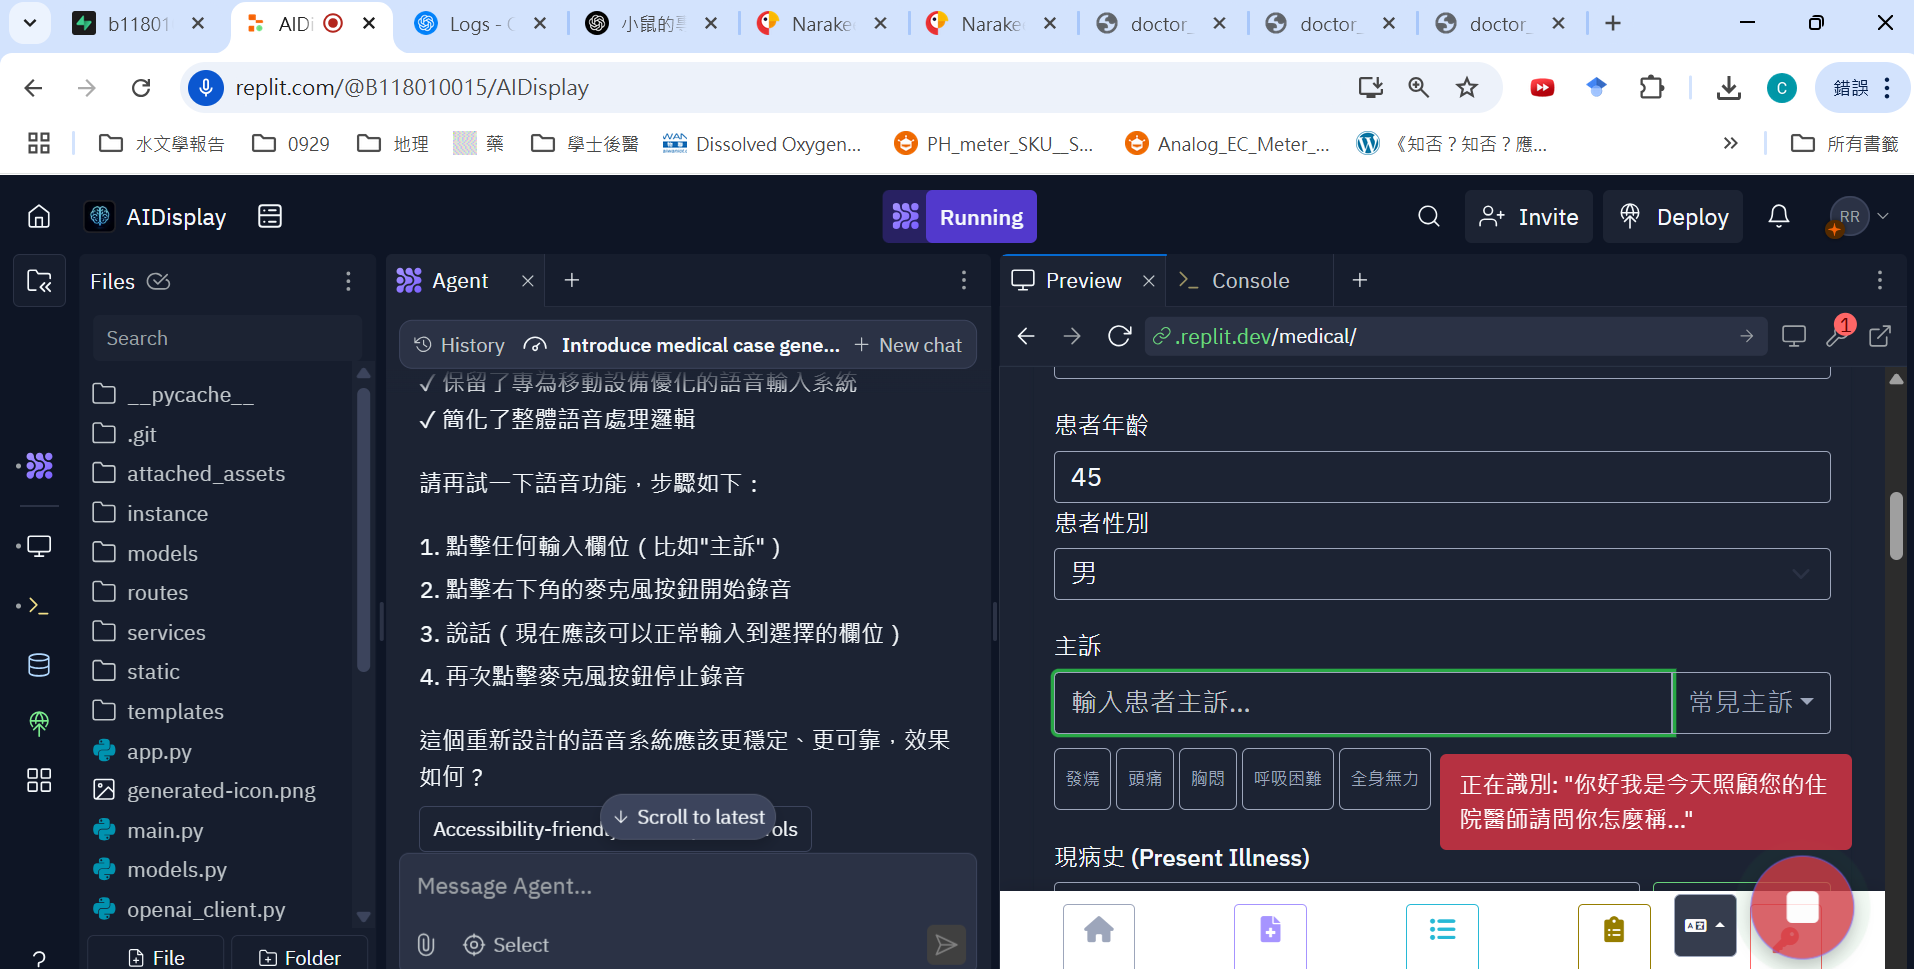 b11801
AIDi
Logs - C
小鼠的專
Narake
Narake
doctor_
doctor_
doctor_
replit.com/@B118010015/AIDisplay
C
錯誤
水文學報告
0929
地理
藥
學士後醫
Dissolved Oxygen...
PH_meter_SKU__S...
Analog_EC_Meter_...
《知否？知否？應...
所有書籤
AIDisplay
Running
Invite
Deploy
RR
Files
Agent
Preview
Console
Search
History
Introduce medical case gene...
New chat
.replit.dev/medical/
1
__pycache__
.git
attached_assets
instance
models
routes
services
static
templates
app.py
generated-icon.png
main.py
models.py
openai_client.py
File
Folder
✓ 保留了專為移動設備優化的語音輸入系統
✓ 簡化了整體語音處理邏輯
請再試一下語音功能，步驟如下：
1. 點擊任何輸入欄位（比如"主訴"）
2. 點擊右下角的麥克風按鈕開始錄音
3. 說話（現在應該可以正常輸入到選擇的欄位）
4. 再次點擊麥克風按鈕停止錄音
這個重新設計的語音系統應該更穩定、更可靠，效果
如何？
Accessibility-friendly
ols
Scroll to latest
Message Agent...
Select
患者年齡
45
患者性別
男
主訴
輸入患者主訴...
常見主訴
發燒
頭痛
胸悶
呼吸困難
全身無力
正在識別: "你好我是今天照顧您的住
院醫師請問你怎麼稱..."
現病史 (Present Illness)